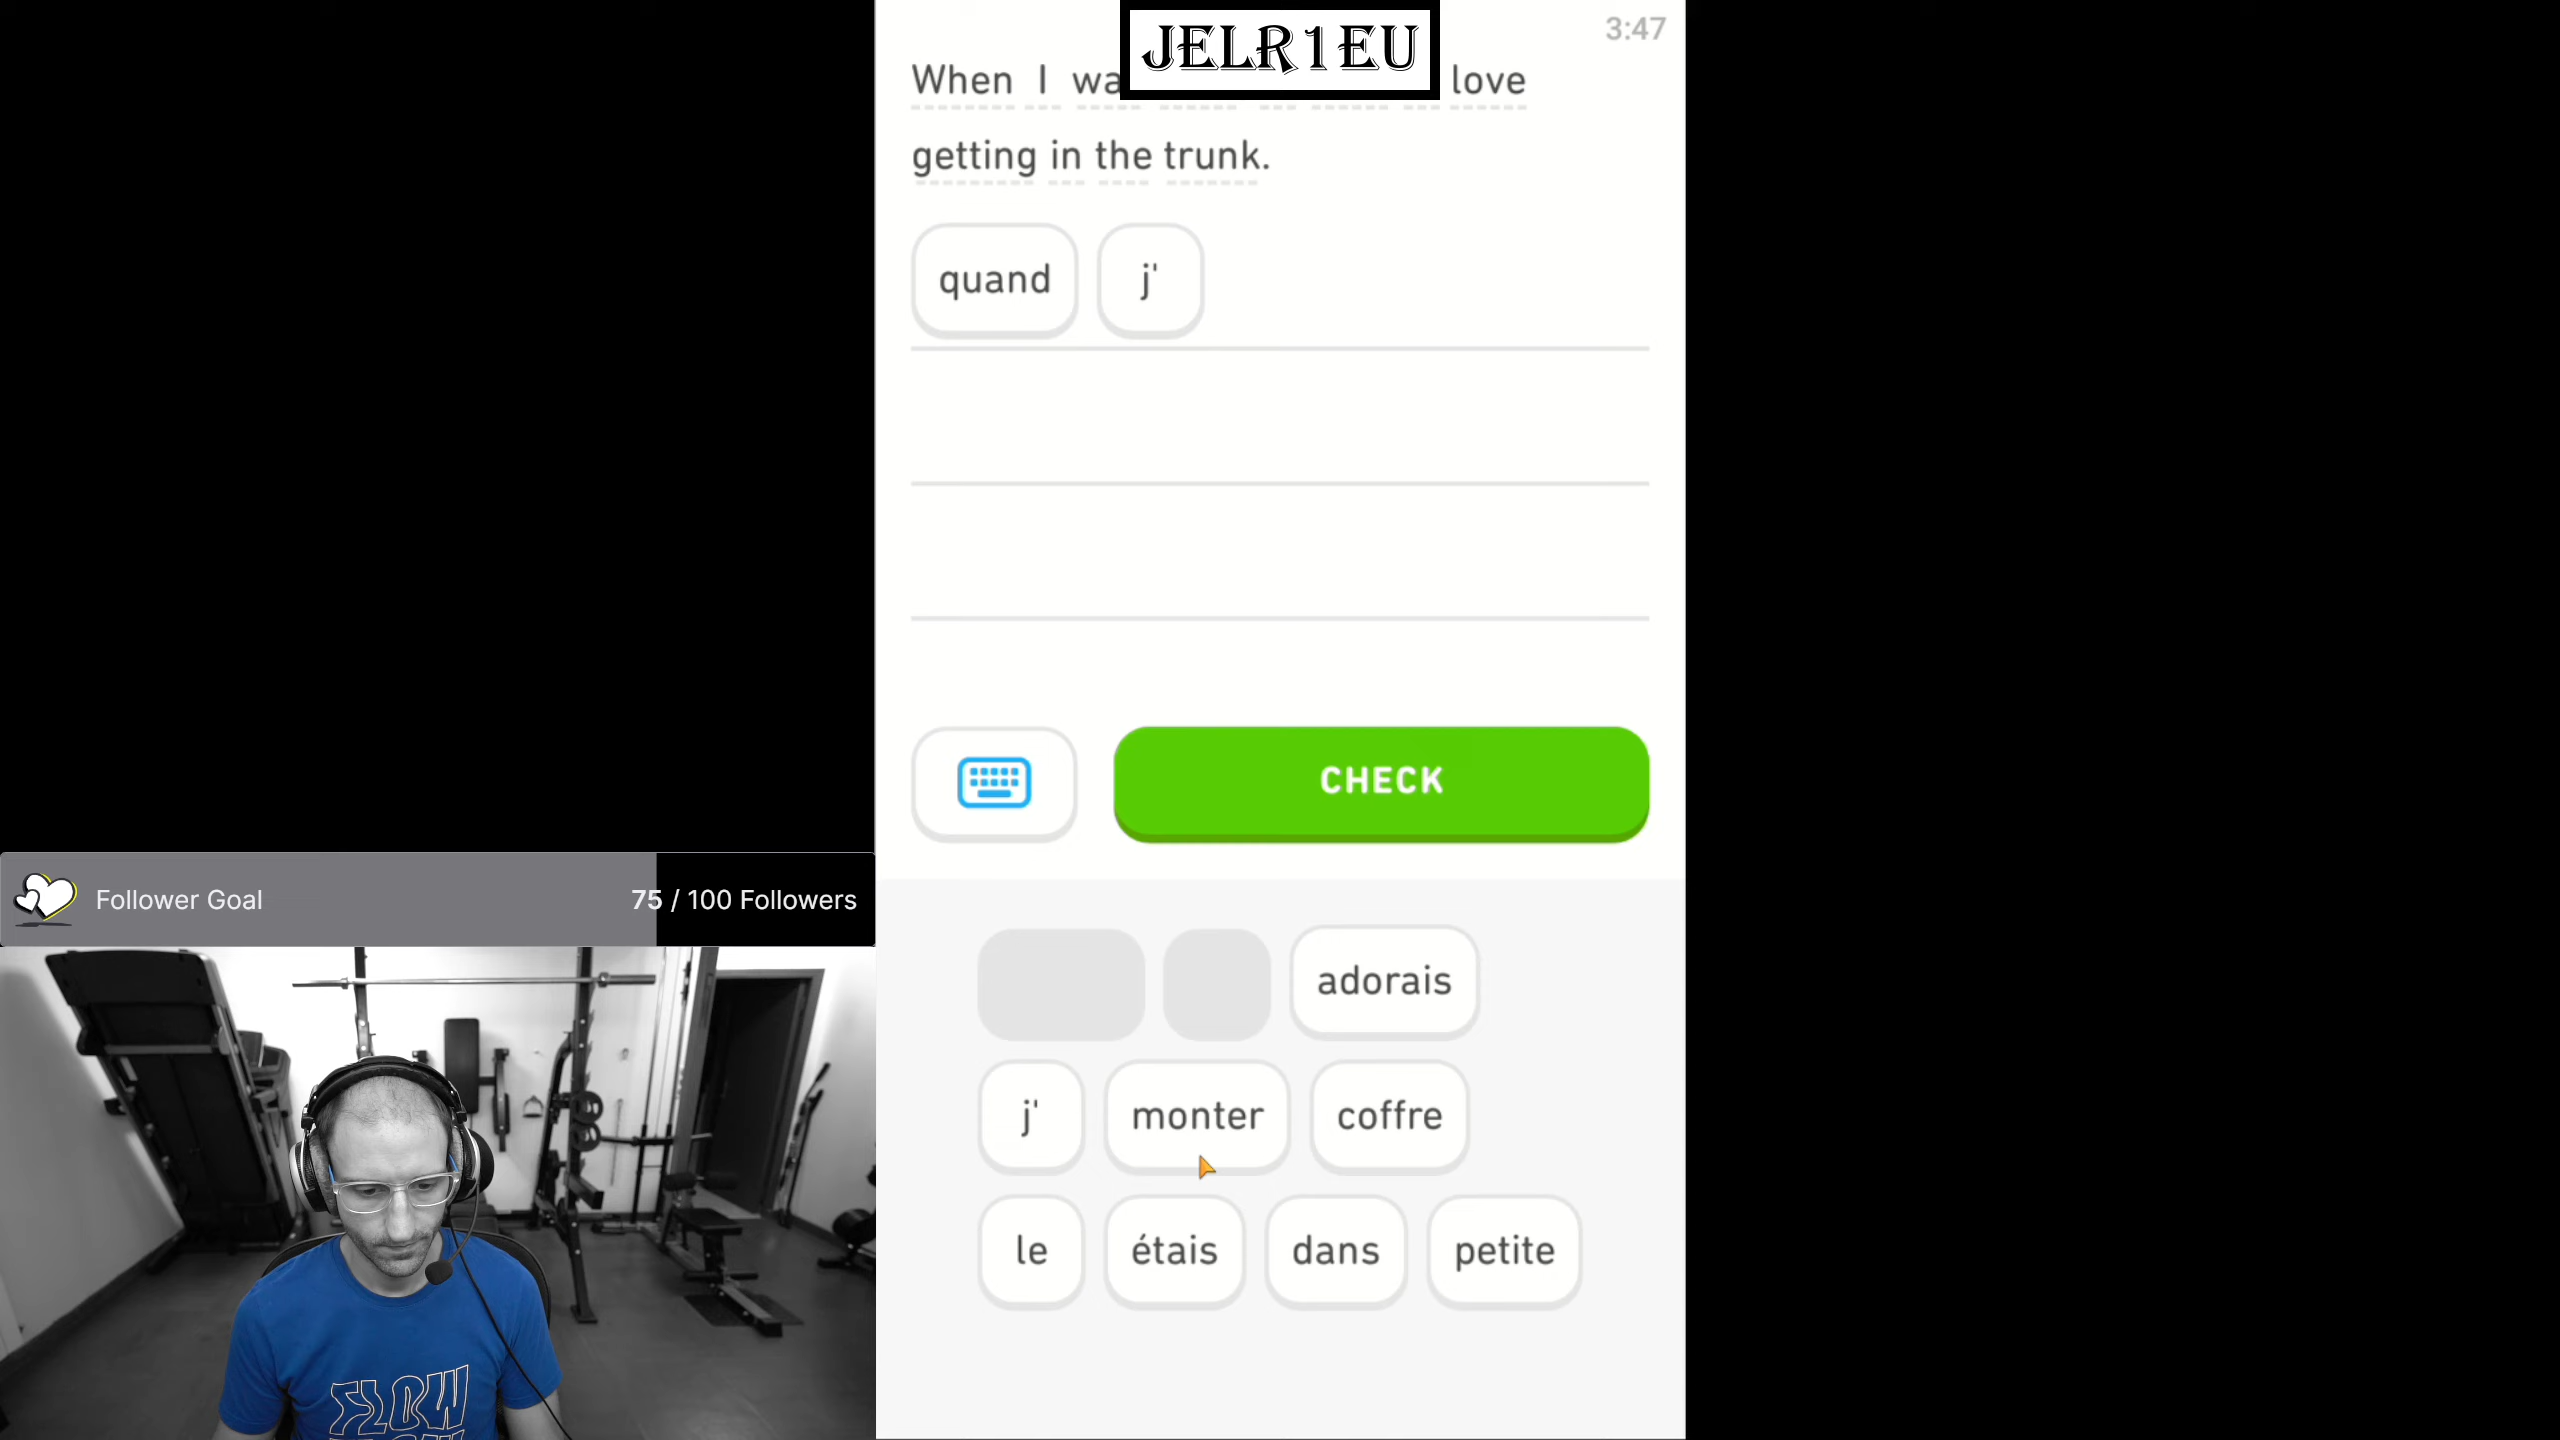 JELR1EU
3:47
When I love
getting in the trunk.
quand j'
CHECK
Follower Goal 75 / 100 Followers
adorais
j' monter coffre
le étais dans petite
FLOW